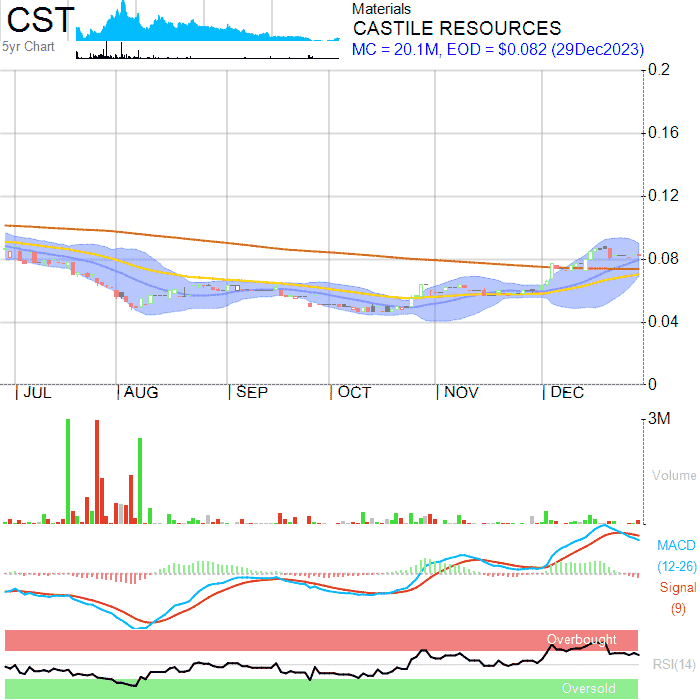 CST
5yr Chart
Materials
CASTILE RESOURCES
MC = 20.1M, EOD = $0.082 (29Dec2023)
0.2
0.16
0.12
0.08
0.04
0
JUL AUG SEP OCT NOV DEC
3M
Volume
MACD
(12-26)
Signal
(9)
Overbought
RSI(14)
Oversold